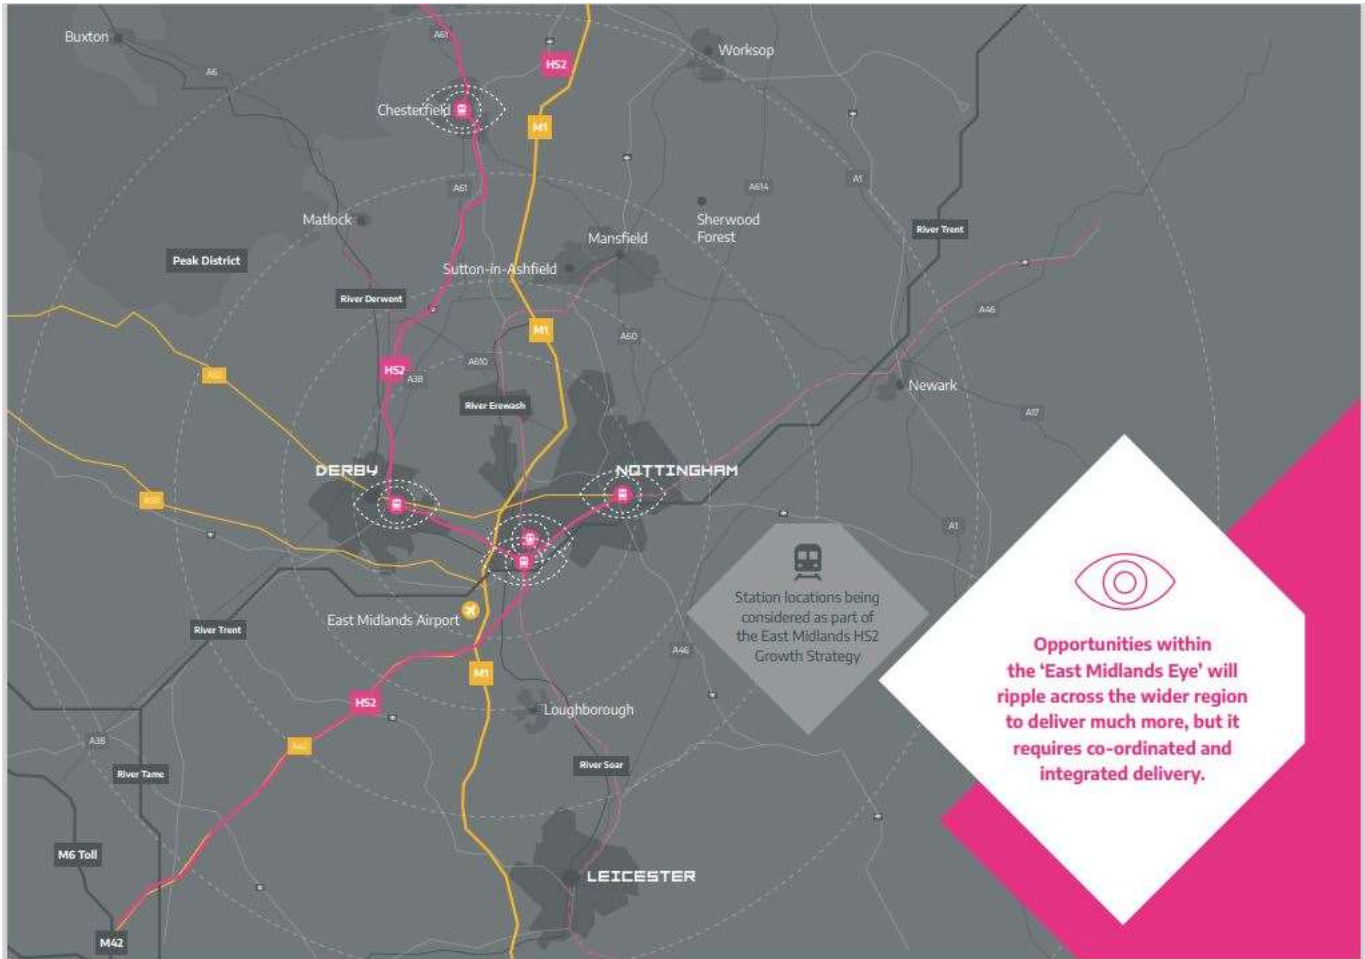 Buxton
A61
HS2
Worksop
A6
Chesterfield
M1
A61
A614
A1
Matlock
Sherwood
Forest
River Trent
Mansfield
Peak District
Sutton-in-Ashfield
River Derwent
A46
M1
A60
A610
HS2
A38
A52
Newark
River Erewash
A17
DERBY
NOTTINGHAM
A50
A1
Station locations being
considered as part of
the East Midlands HS2
Growth Strategy
East Midlands Airport
River Trent
A46
Opportunities within
the ‘East Midlands Eye’ will
ripple across the wider region
to deliver much more, but it
requires co-ordinated and
integrated delivery.
M1
HS2
Loughborough
A38
A42
River Soar
River Tame
M6 Toll
LEICESTER
M42